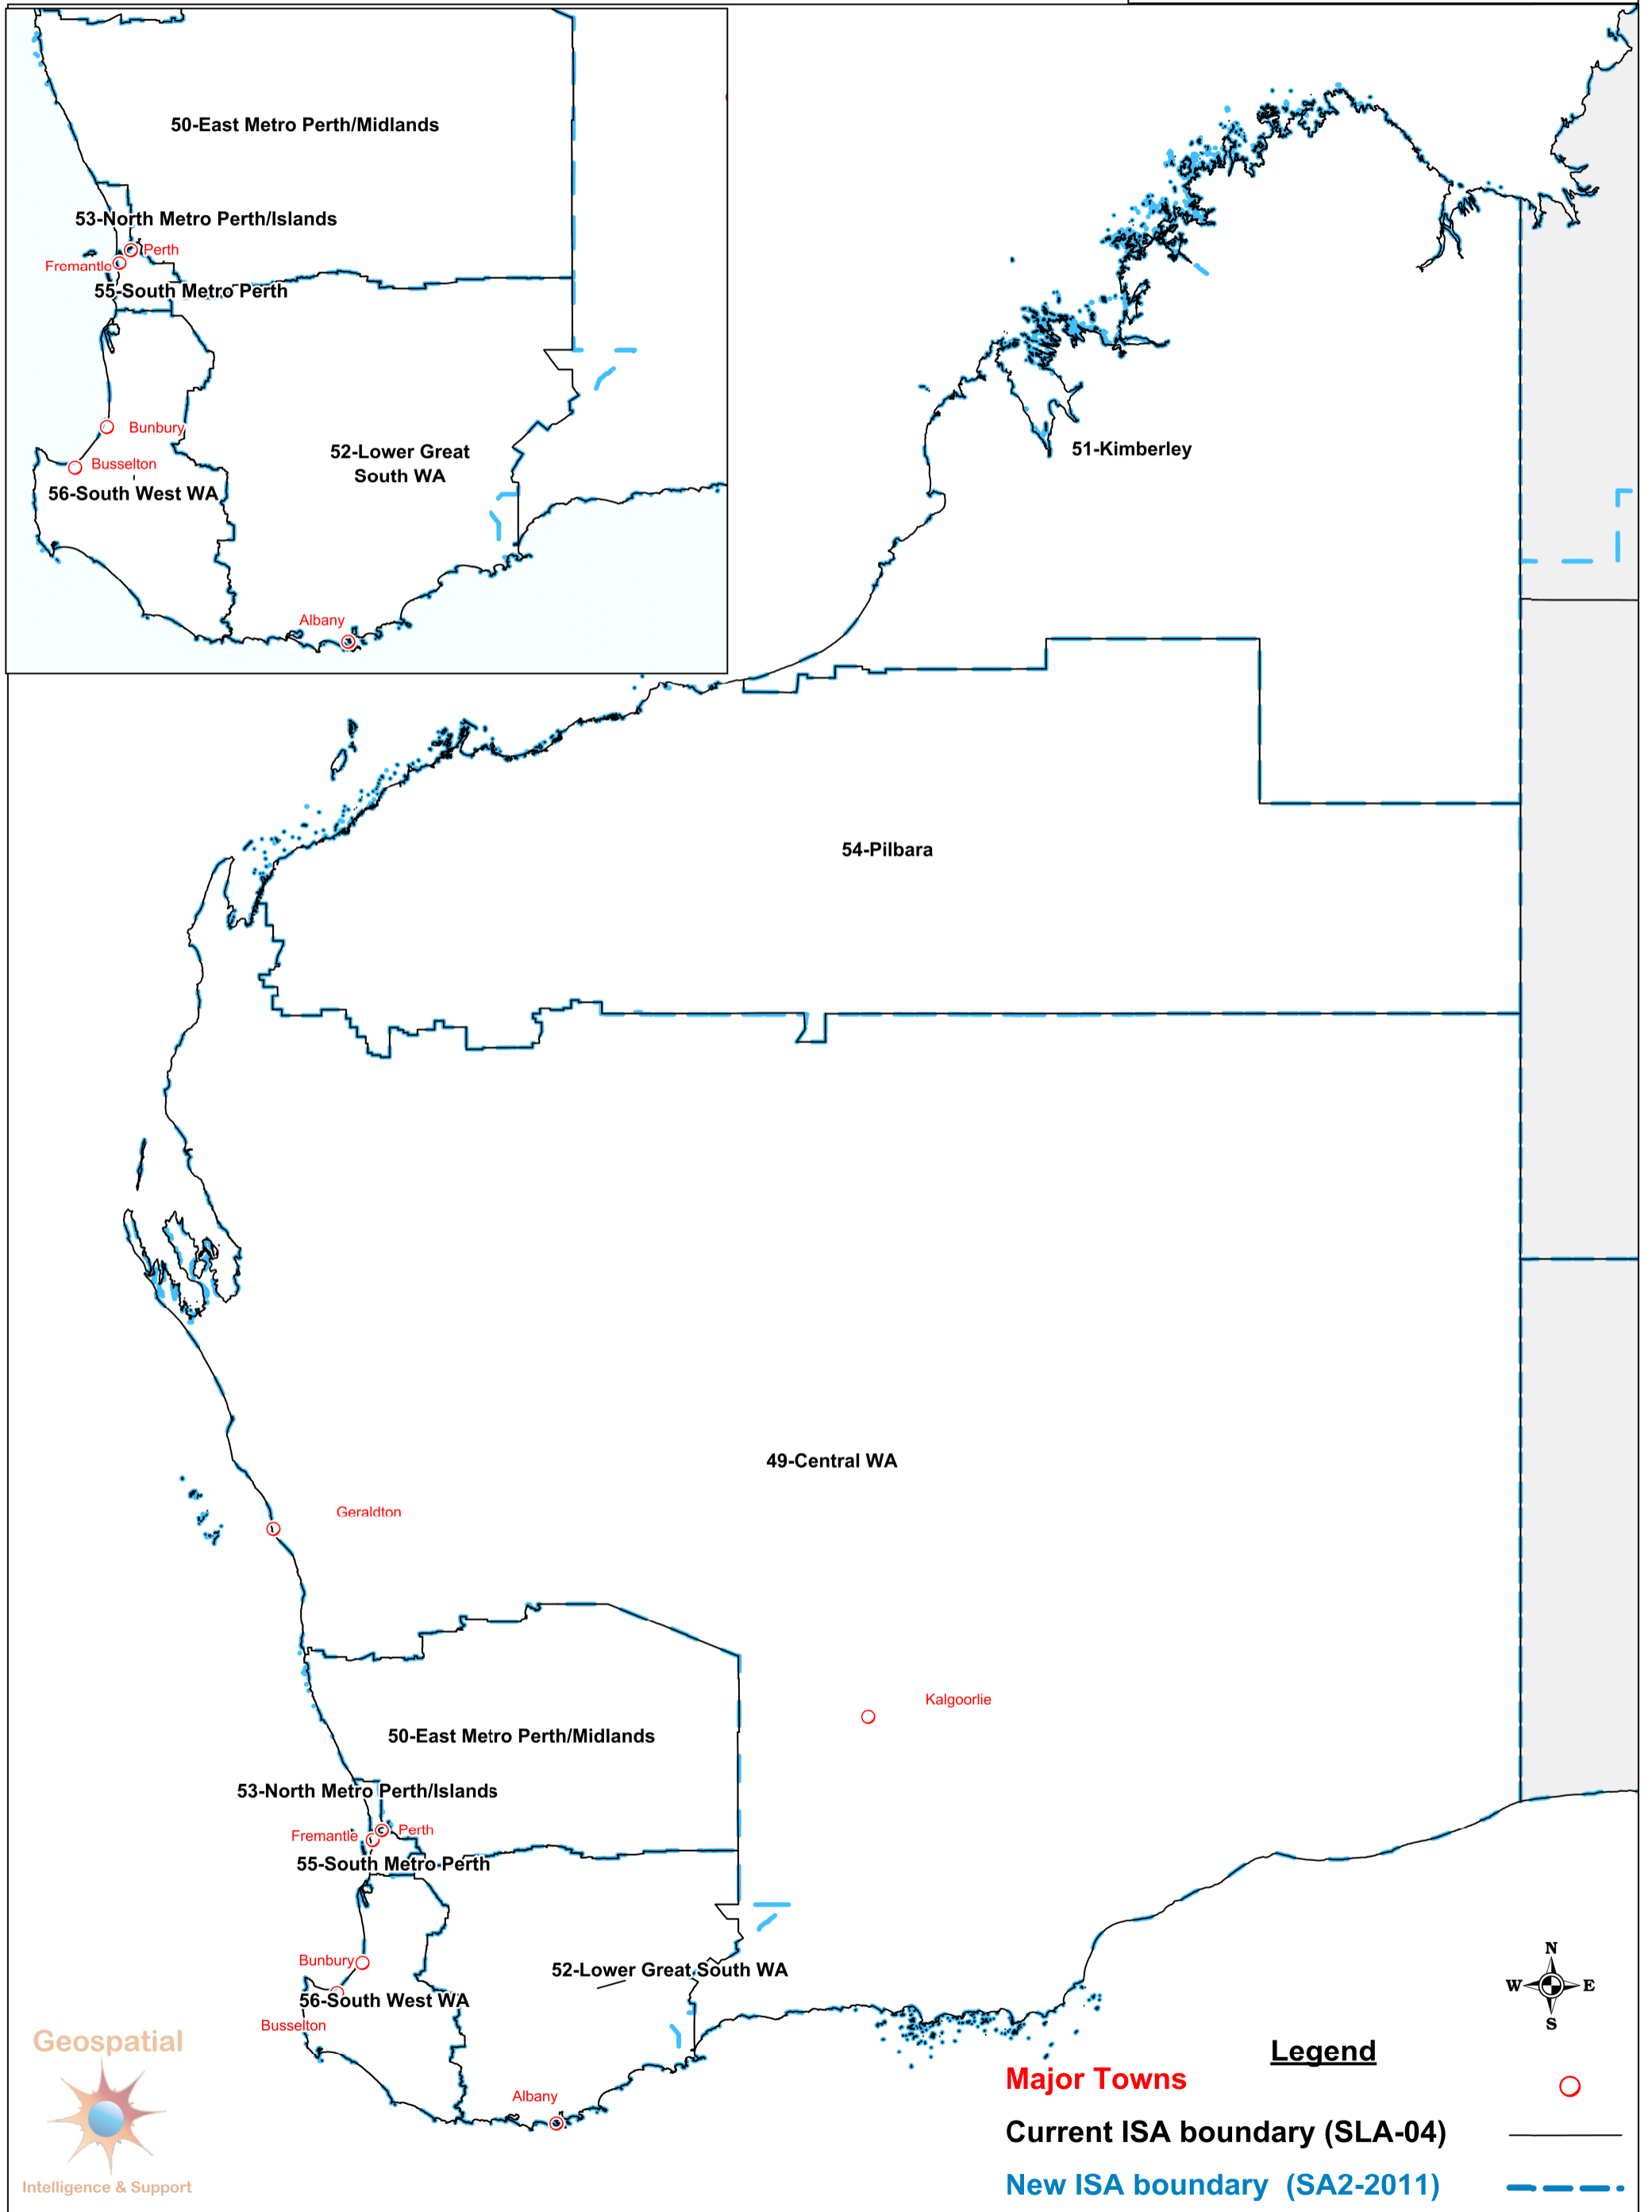 50-East Metro Perth/Midlands
53-North Metro Perth/Islands
Perth
Fremantle
55-South Metro Perth
Bunbury
Busselton
56-South West WA
52-Lower Great
South WA
Albany
51-Kimberley
54-Pilbara
49-Central WA
Geraldton
Kalgoorlie
50-East Metro Perth/Midlands
53-North Metro Perth/Islands
Perth
Fremantle
55-South Metro Perth
Bunbury
52-Lower Great South WA
56-South West WA
Busselton
Albany
N
W E
S
Geospatial
Intelligence & Support
Legend
Major Towns
Current ISA boundary (SLA-04)
New ISA boundary (SA2-2011)